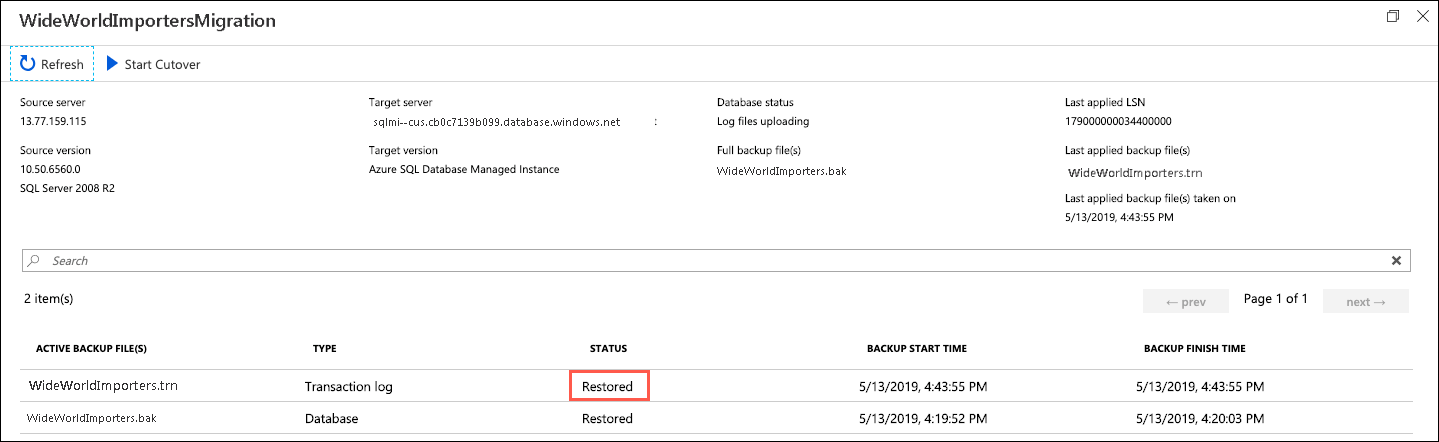 WideWorldImportersMigration
Refresh Start Cutover
Source server Target server Database status Last applied LSN
13.77.159.115 sqlmi--cus.cb0c7139b099.database.windows.net : Log files uploading 179000000034400000
Source version Target version Full backup file(s) Last applied backup file(s)
10.50.6560.0 Azure SQL Database Managed Instance WideWorldImporters.bak WideWorldImporters.trn
SQL Server 2008 R2 Last applied backup file(s) taken on
5/13/2019, 4:43:55 PM
Search
2 item(s) ← prev Page 1 of 1 next →
ACTIVE BACKUP FILE(S) TYPE STATUS BACKUP START TIME BACKUP FINISH TIME
WideWorldImporters.trn Transaction log Restored 5/13/2019, 4:43:55 PM 5/13/2019, 4:43:55 PM
WideWorldImporters.bak Database Restored 5/13/2019, 4:19:52 PM 5/13/2019, 4:20:03 PM